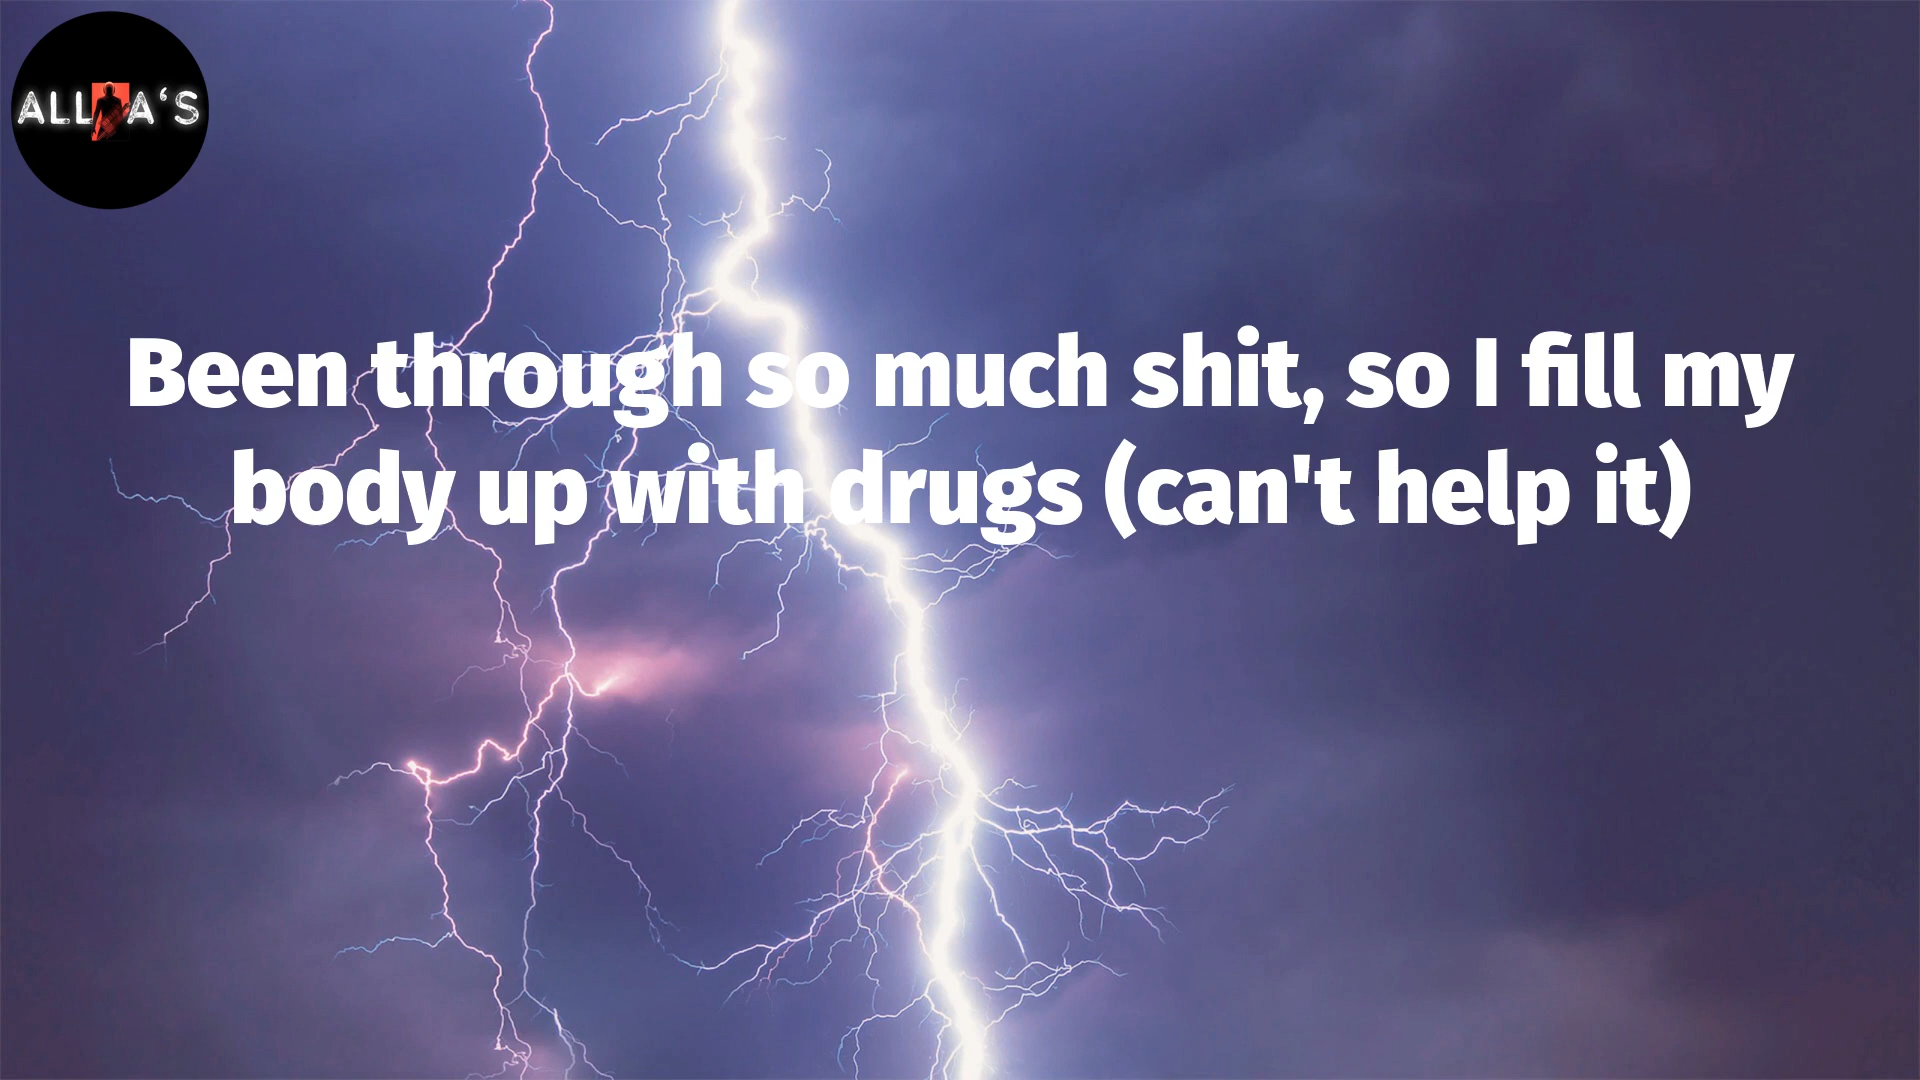 ALL A‘S
Been through so much shit, so I fill my
body up with drugs (can't help it)